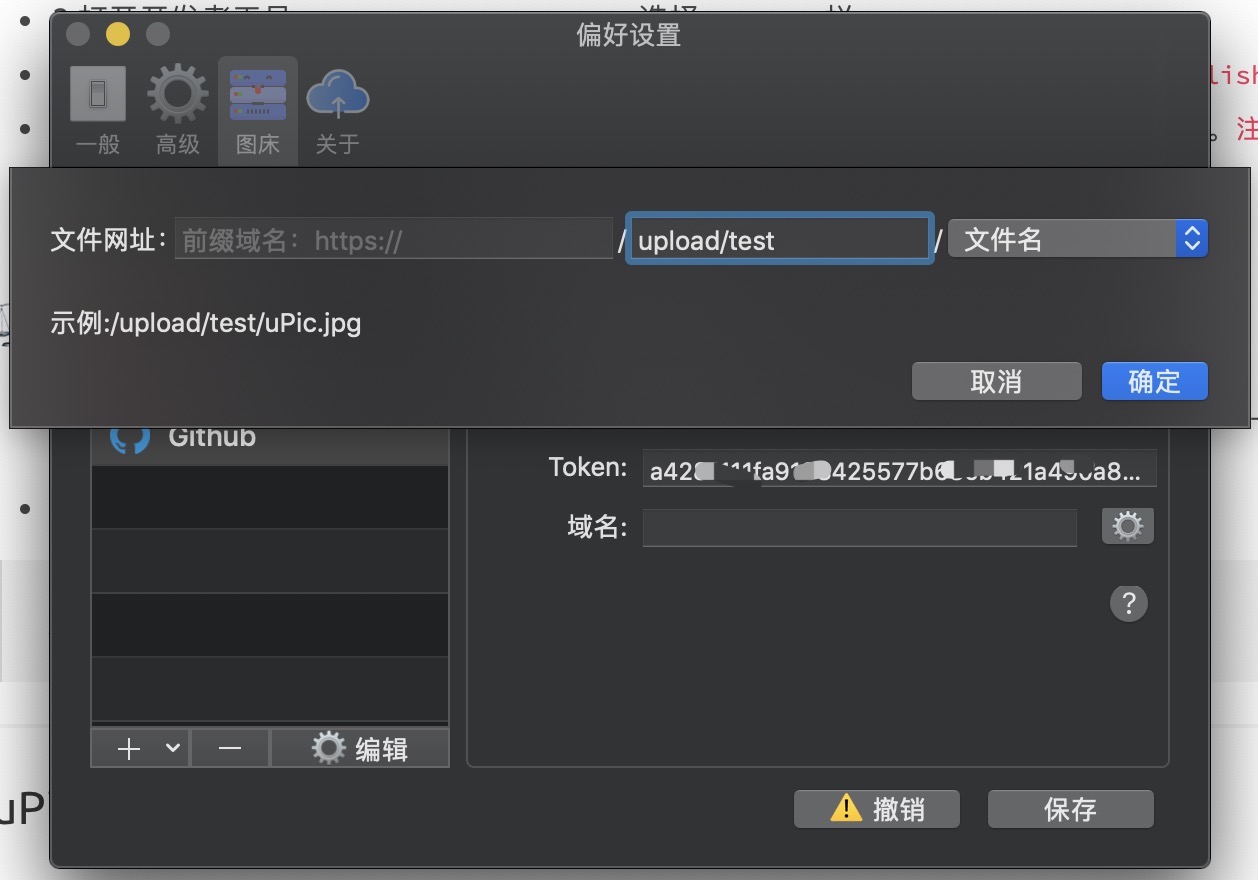 偏好设置
一般 高级 图床 关于
lish
。注
文件网址: 前缀域名：https:// / upload/test / 文件名
示例:/upload/test/uPic.jpg
取消 确定
Github
Token:
域名:
?
编辑
uP
撤销 保存